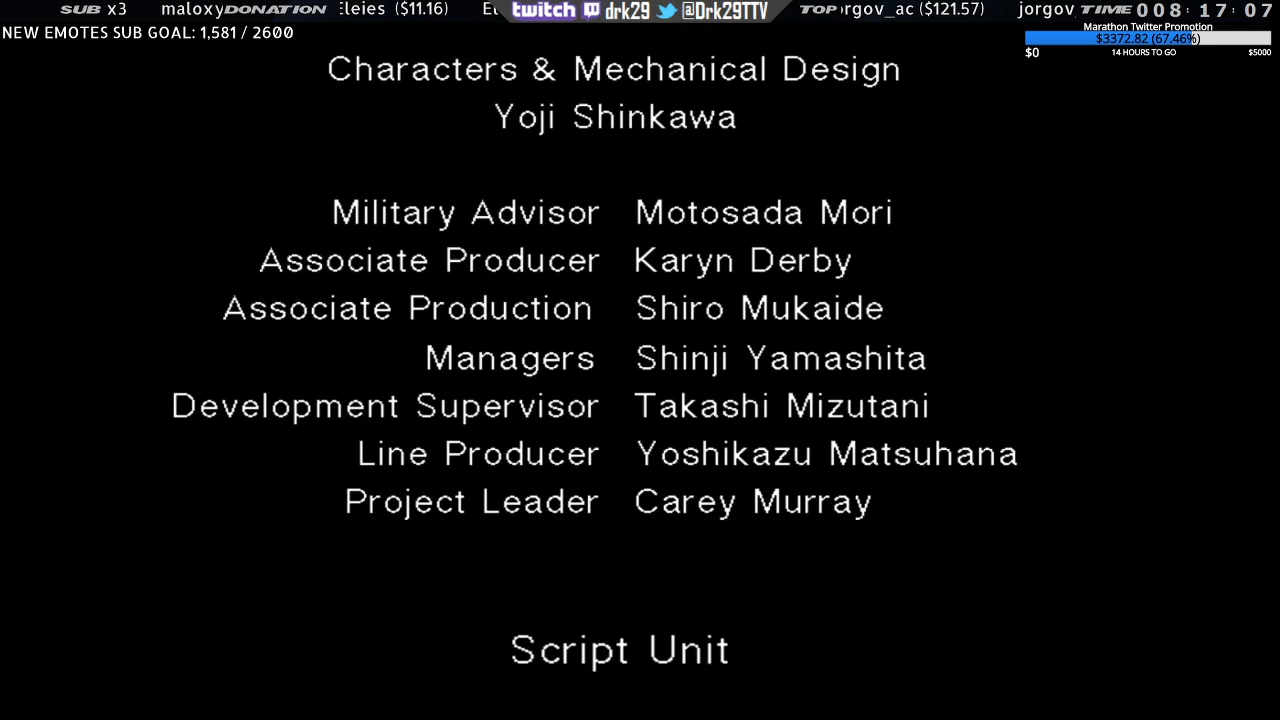 SUB x3 maloxy DONATION Eleies ($11.16) twitch drk29 @Drk29TTV TOP rgov_ac ($121.57) jorgov TIME 008:17:07
NEW EMOTES SUB GOAL: 1,581 / 2600
Marathon Twitter Promotion
$3372.82 (67.46%)
$0 14 HOURS TO GO $5000
Characters & Mechanical Design
Yoji Shinkawa
Military Advisor Motosada Mori
Associate Producer Karyn Derby
Associate Production Shiro Mukaide
Managers Shinji Yamashita
Development Supervisor Takashi Mizutani
Line Producer Yoshikazu Matsuhana
Project Leader Carey Murray
Script Unit